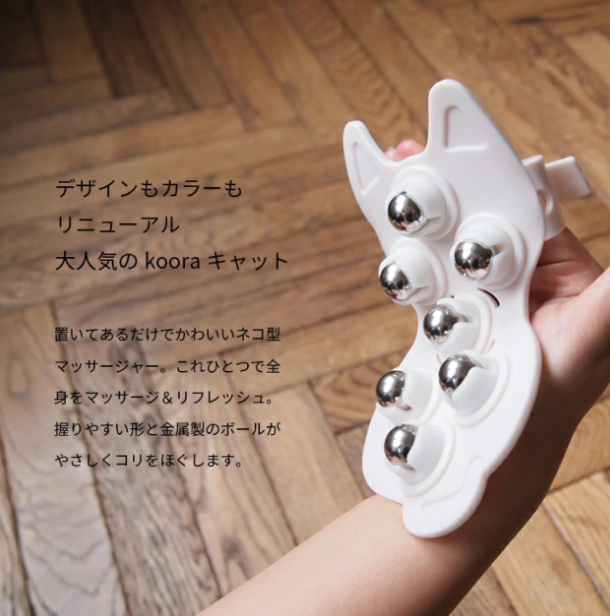 デザインもカラーも
リニューアル
大人気の koora キャット
置いてあるだけでかわいいネコ型
マッサージャー。これひとつで全
身をマッサージ＆リフレッシュ。
握りやすい形と金属製のボールが
やさしくコリをほぐします。